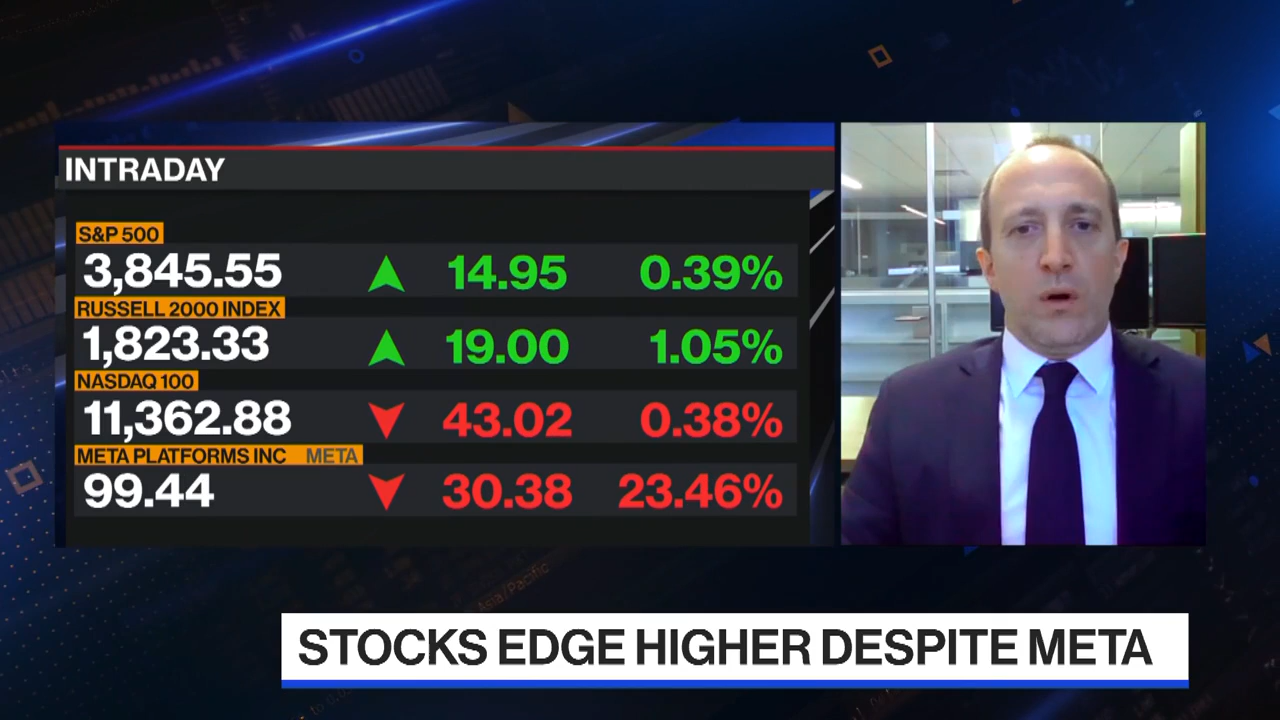 INTRADAY
S&P 500
3,845.55 14.95 0.39%
RUSSELL 2000 INDEX
1,823.33 19.00 1.05%
NASDAQ 100
11,362.88 43.02 0.38%
META PLATFORMS INC META
99.44 30.38 23.46%
Asia/Pacific
STOCKS EDGE HIGHER DESPITE META